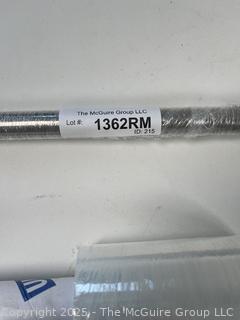 The McGuire Group LLC
Lot #: 1362RM
ID: 215
Copyright 2025, The McGuire Group LLC